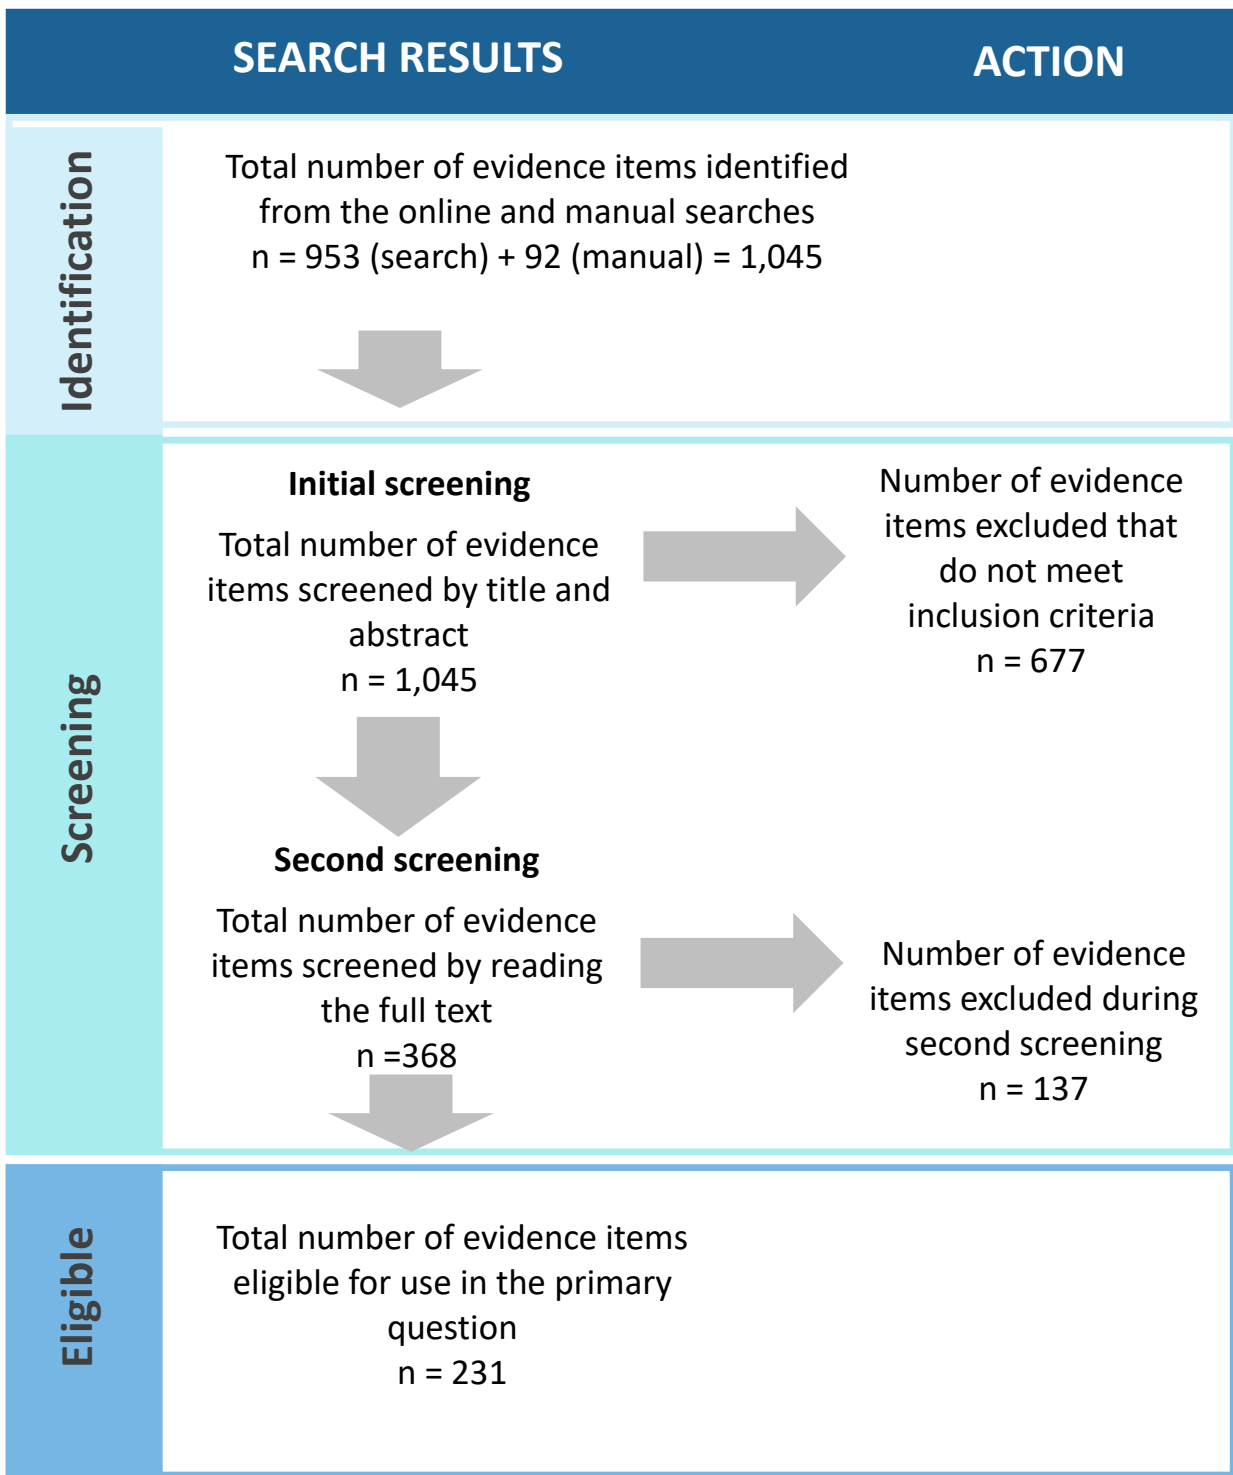 SEARCH RESULTS
ACTION
Identification
Total number of evidence items identified
from the online and manual searches
n = 953 (search) + 92 (manual) = 1,045
Screening
Initial screening
Total number of evidence
items screened by title and
abstract
n = 1,045
Number of evidence
items excluded that
do not meet
inclusion criteria
n = 677
Second screening
Total number of evidence
items screened by reading
the full text
n =368
Number of evidence
items excluded during
second screening
n = 137
Eligible
Total number of evidence items
eligible for use in the primary
question
n = 231